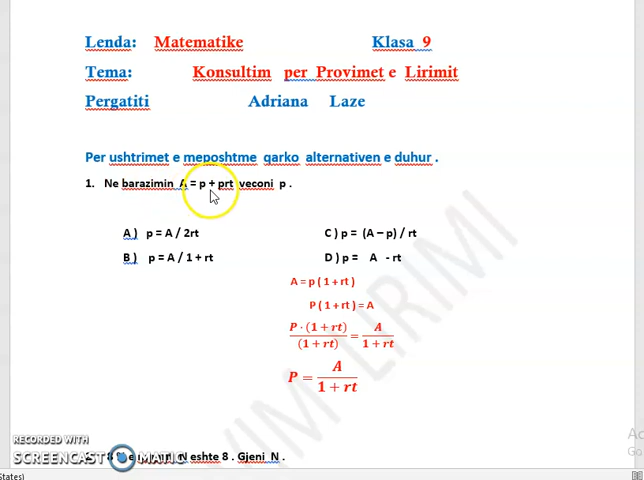 Lenda: Matematike Klasa 9
Tema: Konsultim per Provimet e Lirimit
Pergatiti Adriana Laze
Per ushtrimet e meposhtme qarko alternativen e duhur .
1. Ne barazimin A = p + prt veconi p .
A) p = A / 2rt C) p = (A – p) / rt
B) p = A / 1 + rt D) p = A - rt
A = p ( 1 + rt )
P ( 1 + rt ) = A
P · (1 + rt) / (1 + rt) = A / 1 + rt
P = A / 1 + rt
LIRIMI
RECORDED WITH
SCREENCAST MATIC
eshte 8 . Gjeni N .